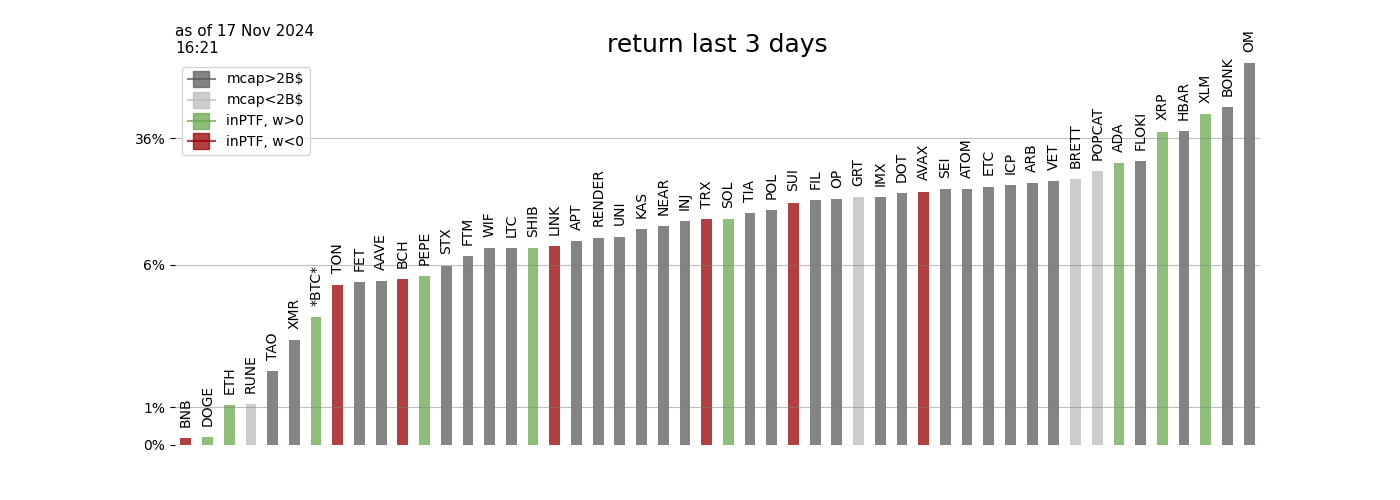 as of 17 Nov 2024
16:21
return last 3 days
mcap>2B$
mcap<2B$
inPTF, w>0
inPTF, w<0
36%
6%
1%
0%
BNB
DOGE
ETH
RUNE
TAO
XMR
*BTC*
TON
FET
AAVE
BCH
PEPE
STX
FTM
WIF
LTC
SHIB
LINK
APT
RENDER
UNI
KAS
NEAR
INJ
TRX
SOL
TIA
POL
SUI
FIL
OP
GRT
IMX
DOT
AVAX
SEI
ATOM
ETC
ICP
ARB
VET
BRETT
POPCAT
ADA
FLOKI
XRP
HBAR
XLM
BONK
OM